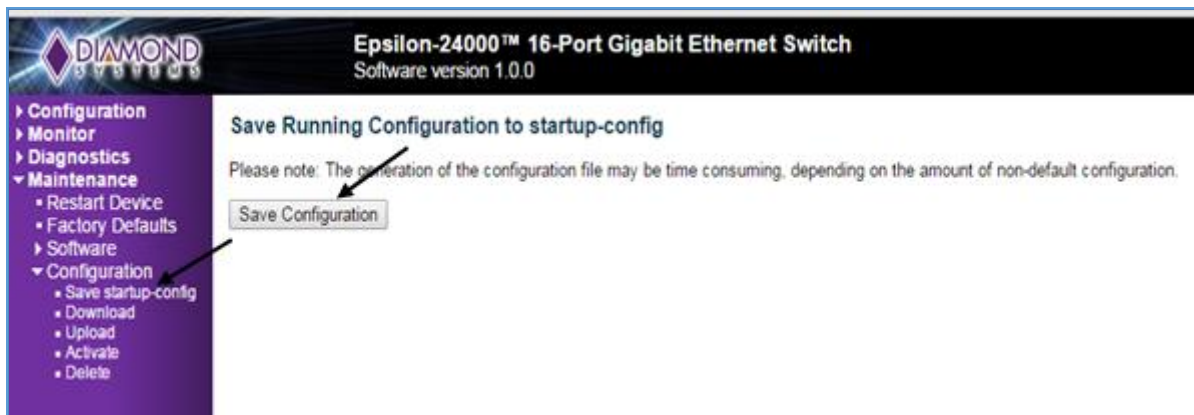 DIAMOND
SYSTEMS
Epsilon-24000™ 16-Port Gigabit Ethernet Switch
Software version 1.0.0
Configuration
Monitor
Diagnostics
Maintenance
Restart Device
Factory Defaults
Software
Configuration
Save startup-config
Download
Upload
Activate
Delete
Save Running Configuration to startup-config
Please note: The generation of the configuration file may be time consuming, depending on the amount of non-default configuration.
Save Configuration